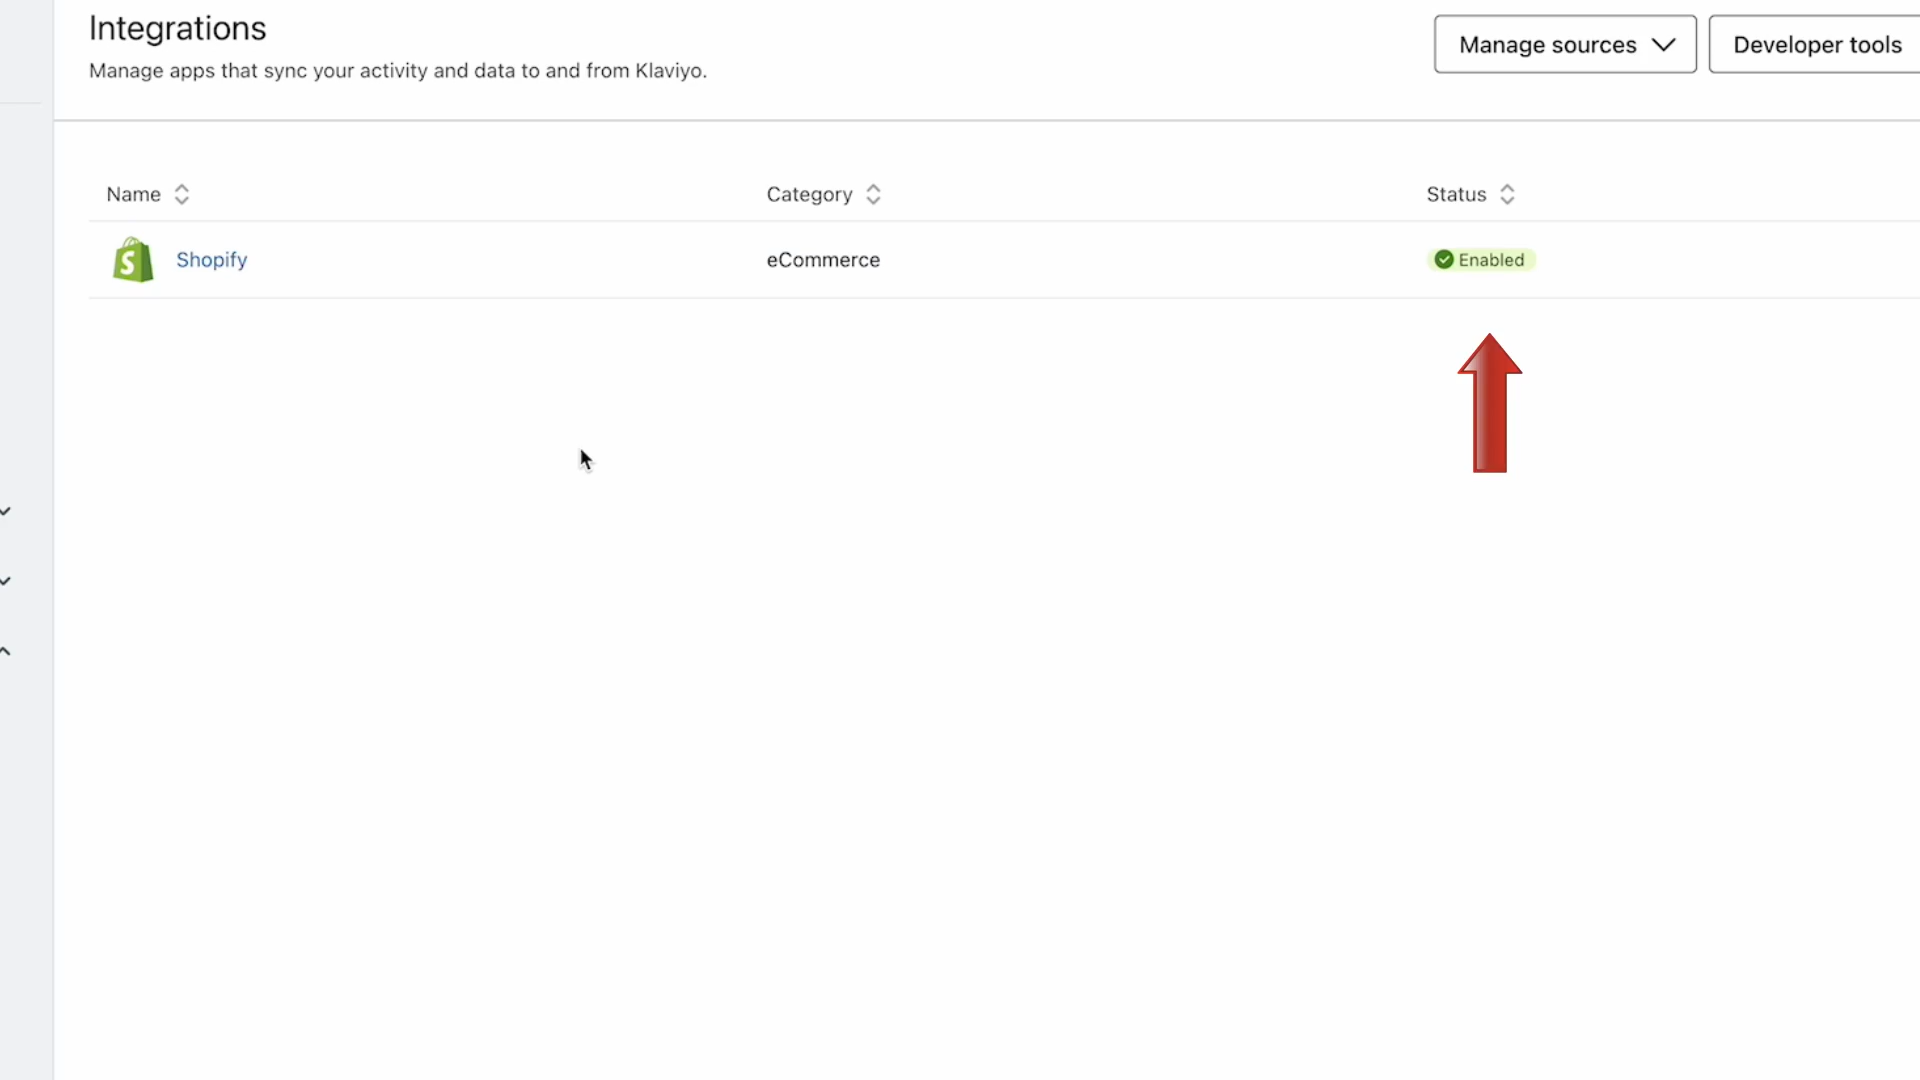 Integrations
Manage apps that sync your activity and data to and from Klaviyo.
Manage sources
Developer tools
Name
Category
Status
Shopify
eCommerce
Enabled